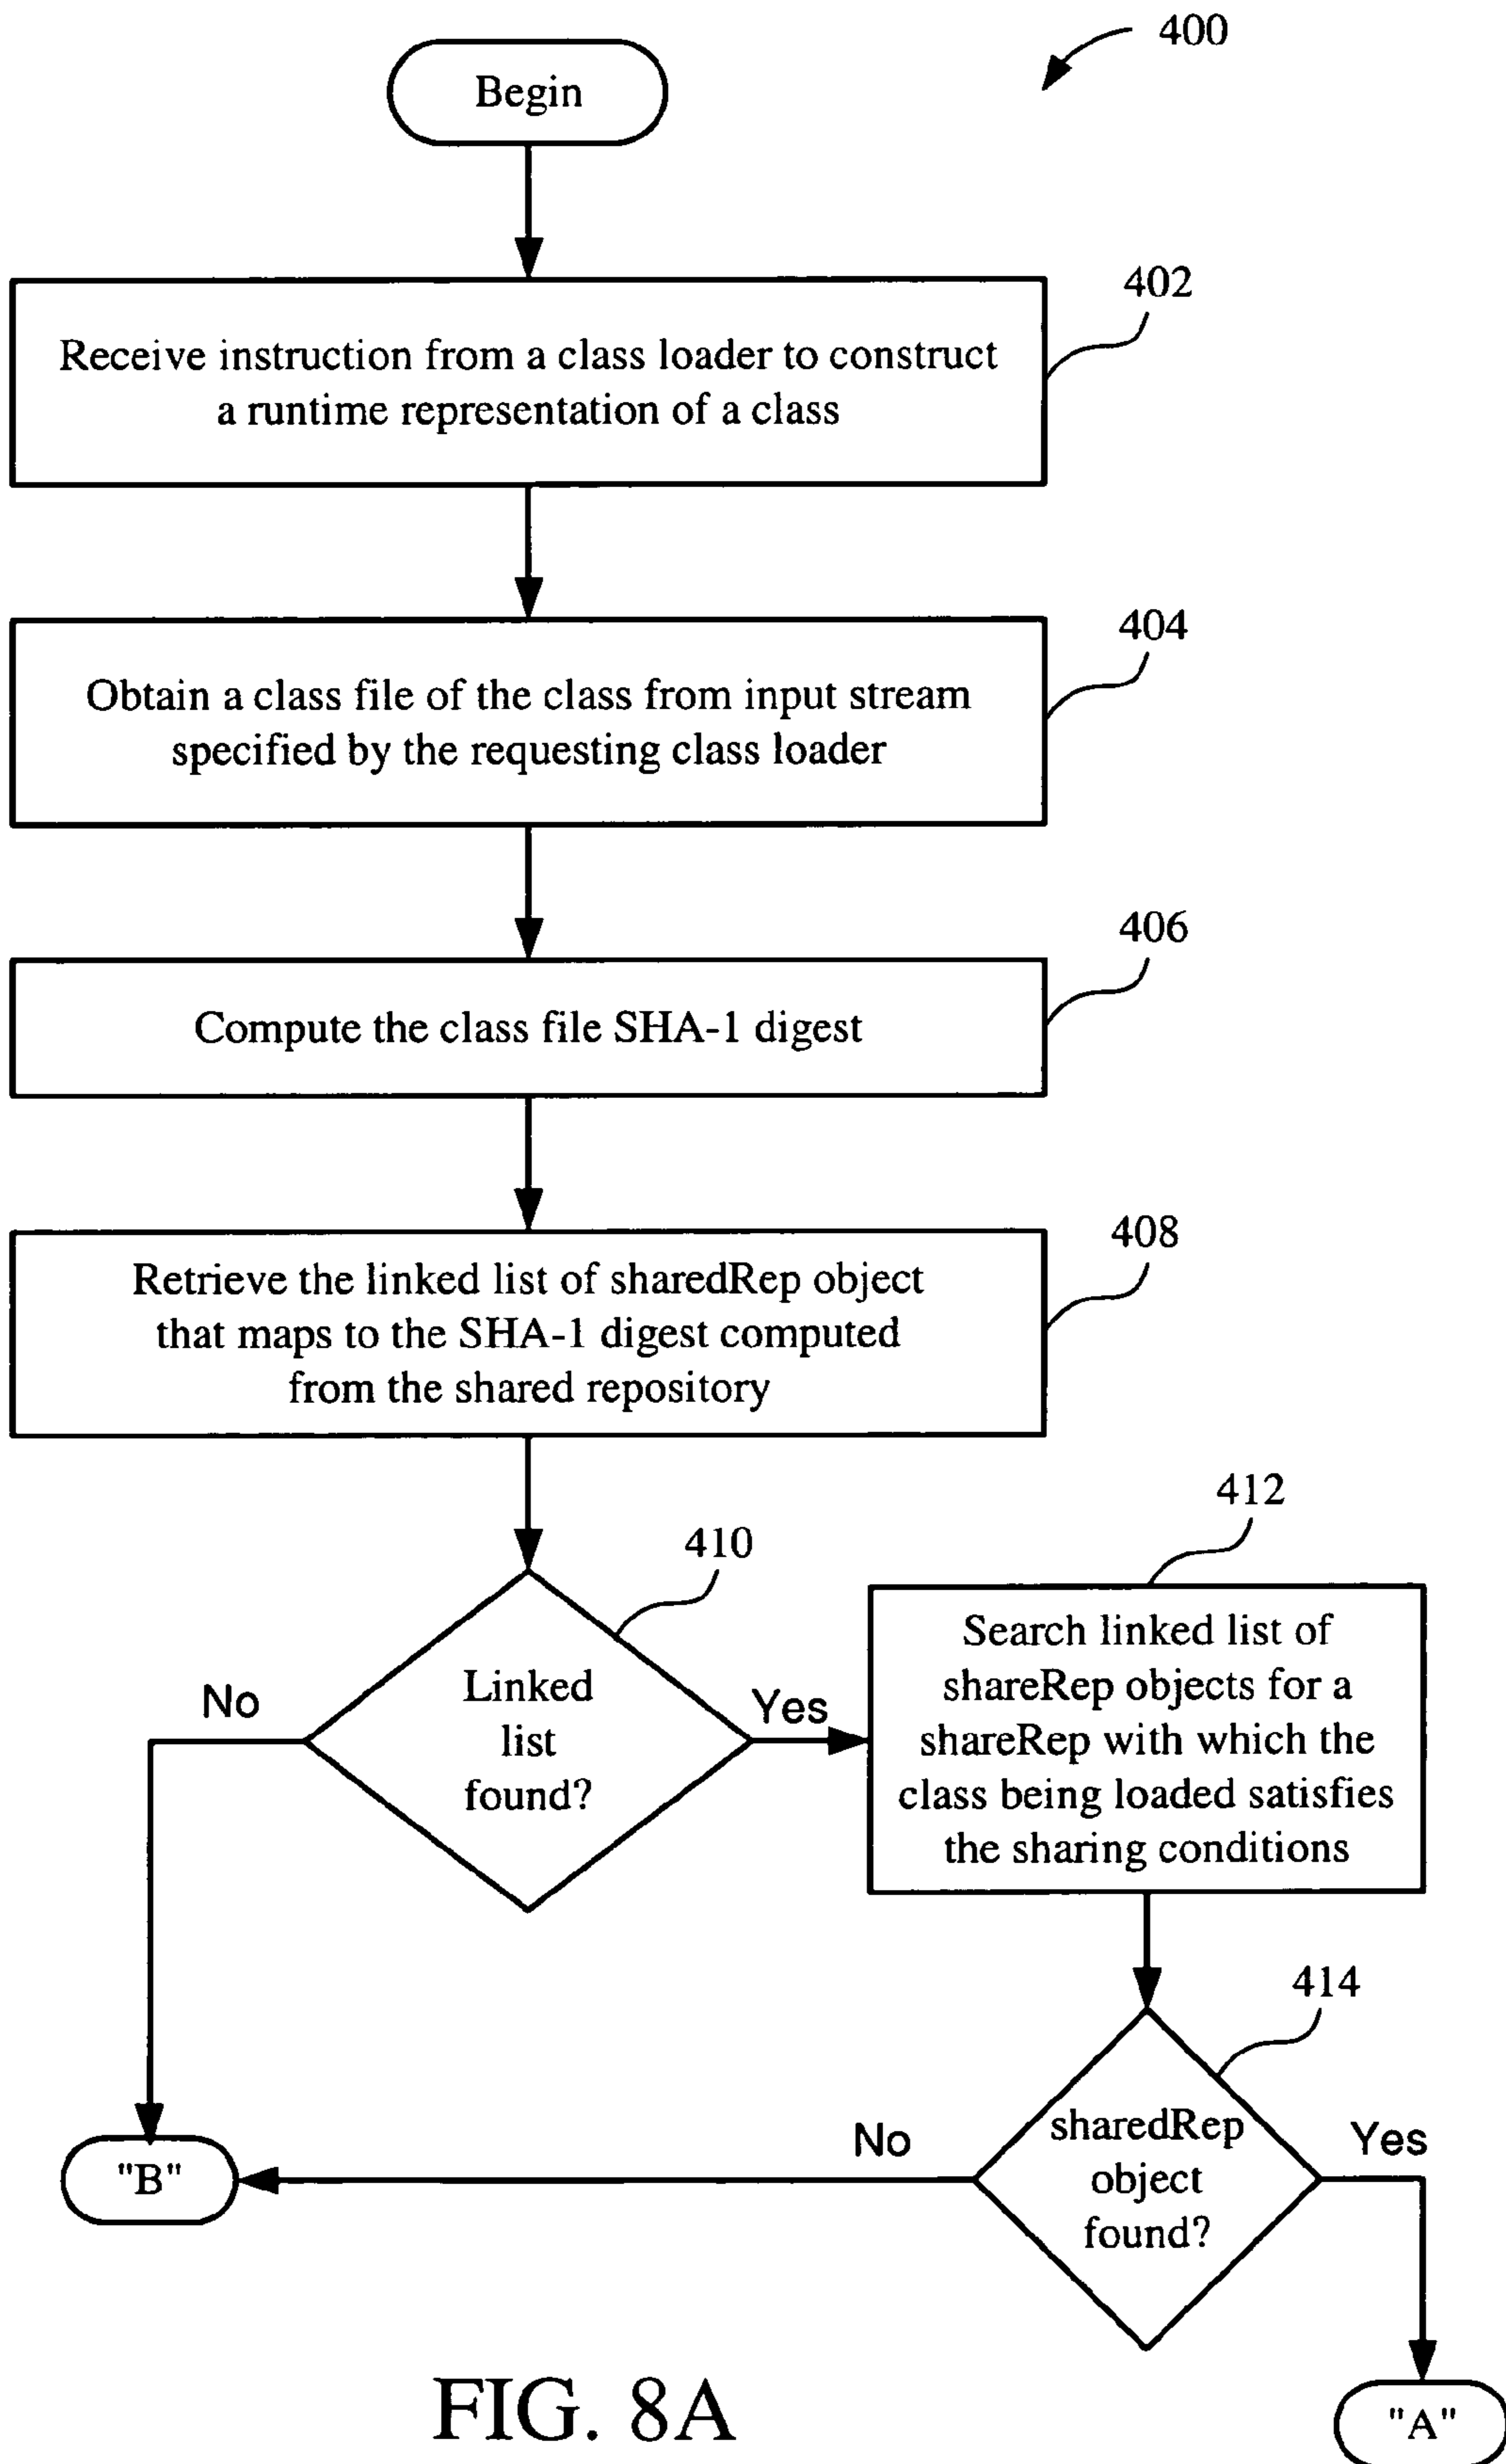 400
Begin
402
Receive instruction from a class loader to construct
a runtime representation of a class
404
Obtain a class file of the class from input stream
specified by the requesting class loader
406
Compute the class file SHA-1 digest
408
Retrieve the linked list of sharedRep object
that maps to the SHA-1 digest computed
from the shared repository
410
Linked
list
found?
No
Yes
412
Search linked list of
shareRep objects for a
shareRep with which the
class being loaded satisfies
the sharing conditions
414
sharedRep
object
found?
No
Yes
"B"
"A"
FIG. 8A